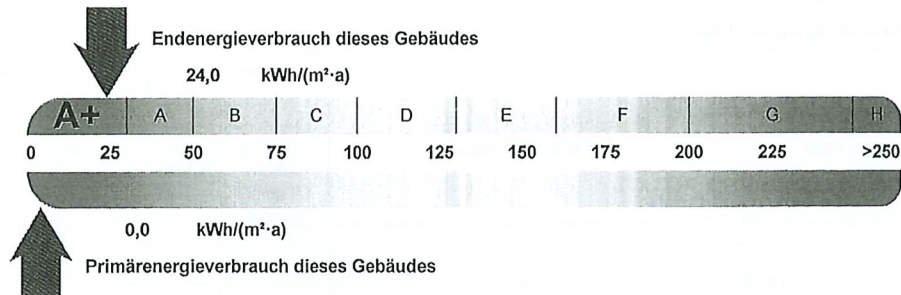 Endenergieverbrauch dieses Gebäudes
24,0 kWh/(m²·a)
A+ A B C D E F G H
0 25 50 75 100 125 150 175 200 225 >250
0,0 kWh/(m²·a)
Primärenergieverbrauch dieses Gebäudes